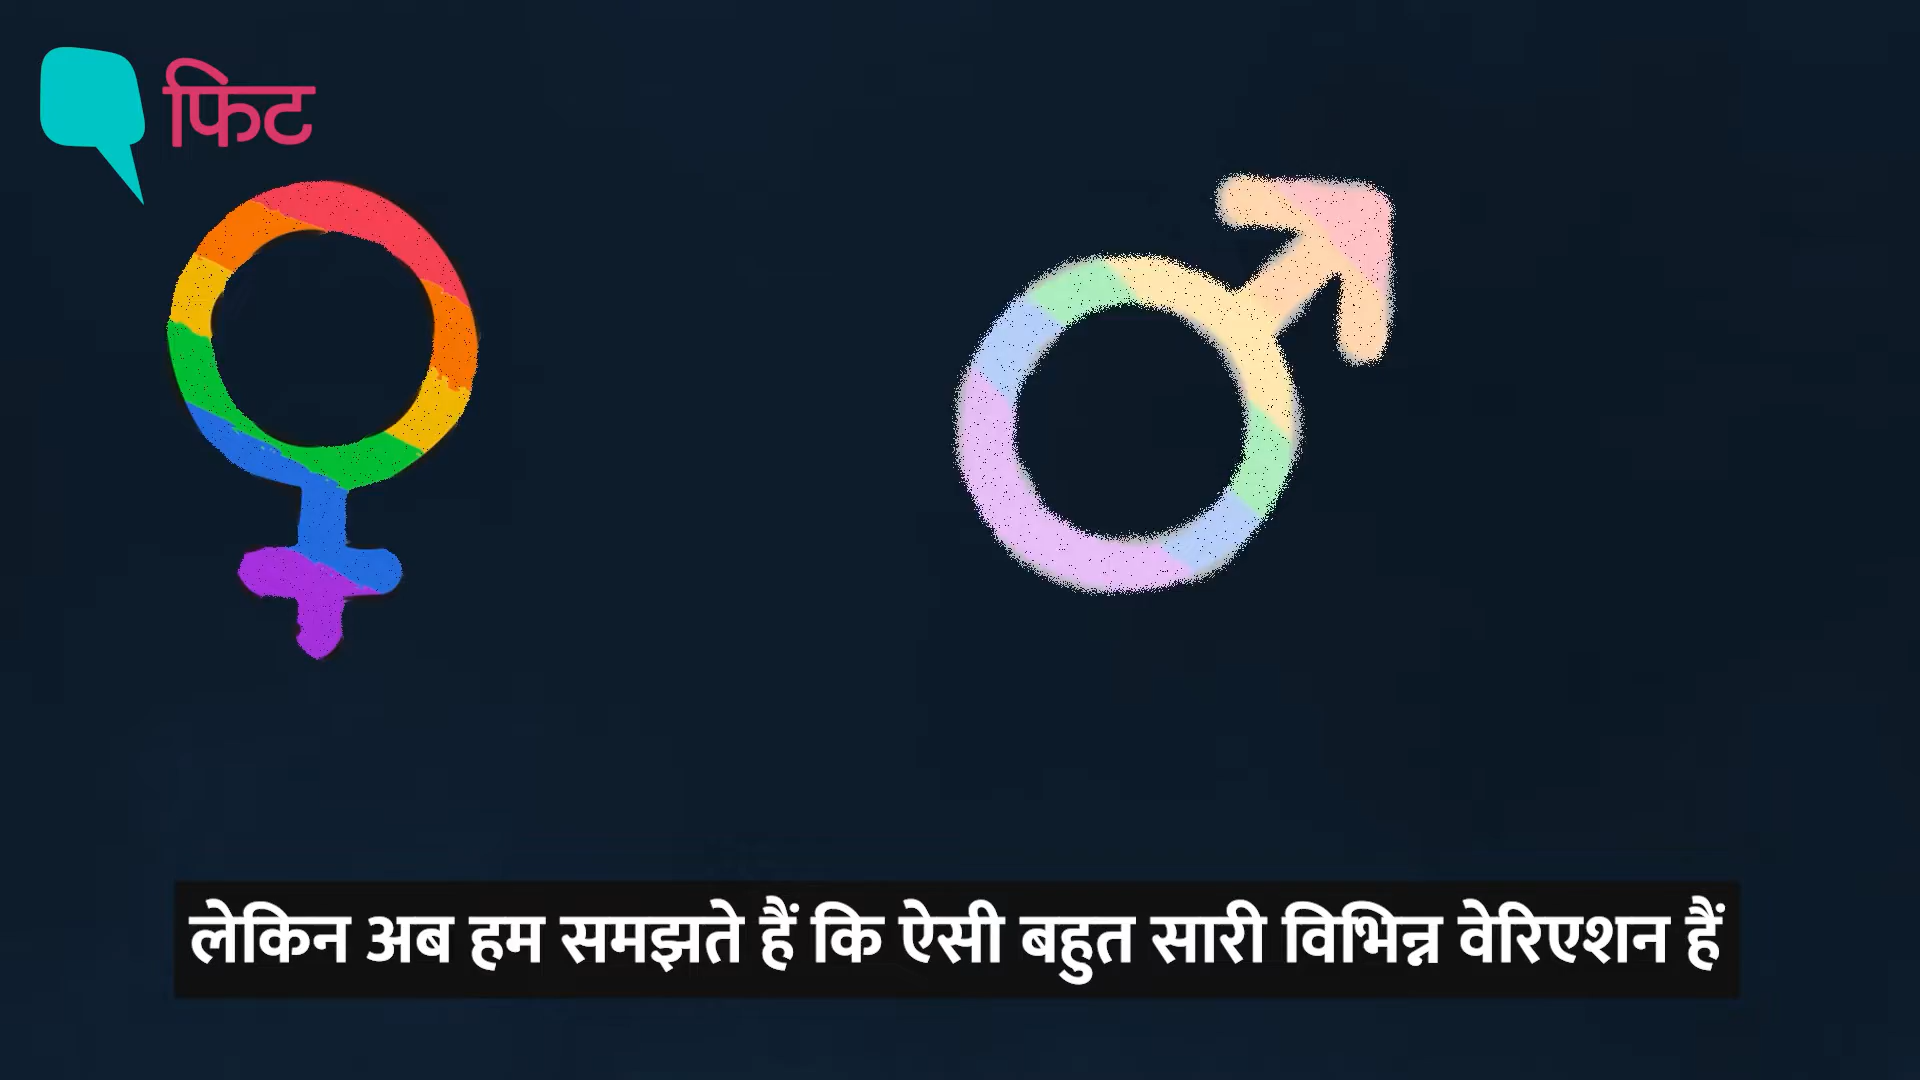 फिट
लेकिन अब हम समझते हैं कि ऐसी बहुत सारी विभिन्न वेरिएशन हैं